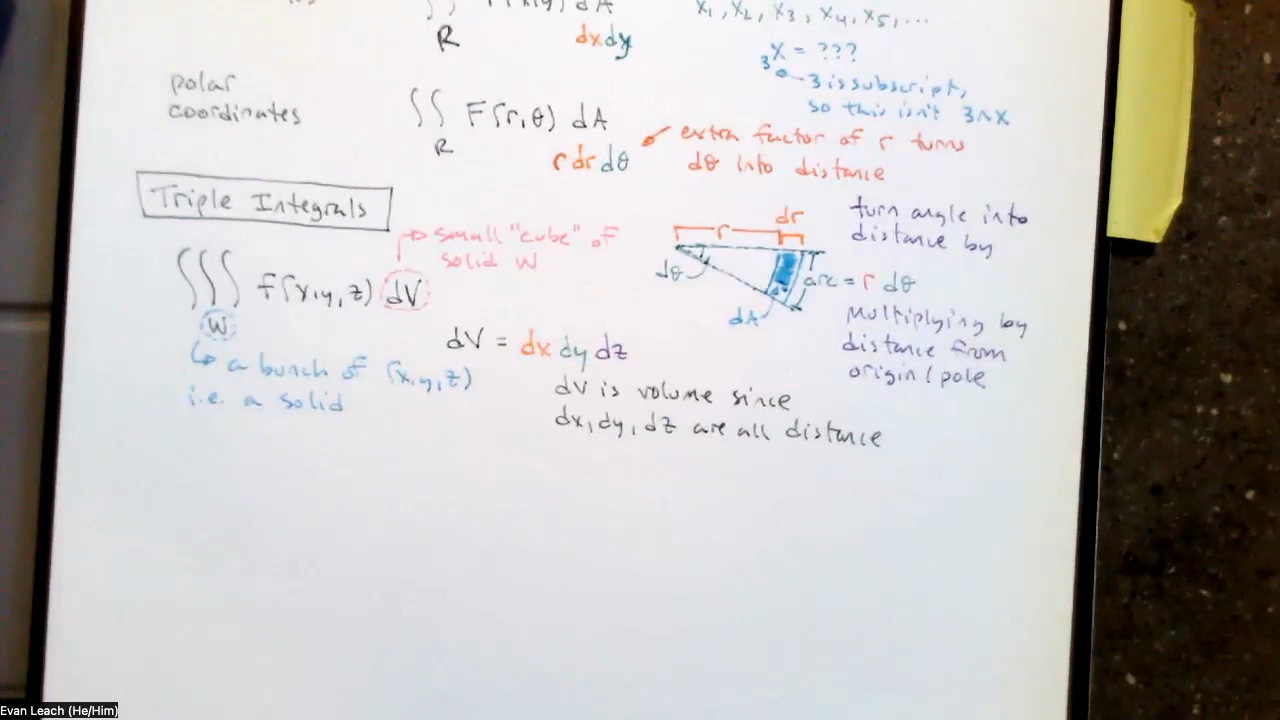 dA
x₁, x₂, x₃, x₄, x₅, ...
R
dxdy
₃X = ???
3 is subscript,
so this isn't 3^X
polar
coordinates
∫∫ F(r,θ) dA
R
r dr dθ
extra factor of r turns
dθ into distance
Triple Integrals
small "cube" of
solid W
∫∫∫ f(x,y,z) dV
W
a bunch of (x,y,z)
i.e. a solid
dV = dx dy dz
dV is volume since
dx, dy, dz are all distance
dr
r
dθ
arc = r dθ
dA
turn angle into
distance by
Multiplying by
distance from
origin/pole
Evan Leach (He/Him)